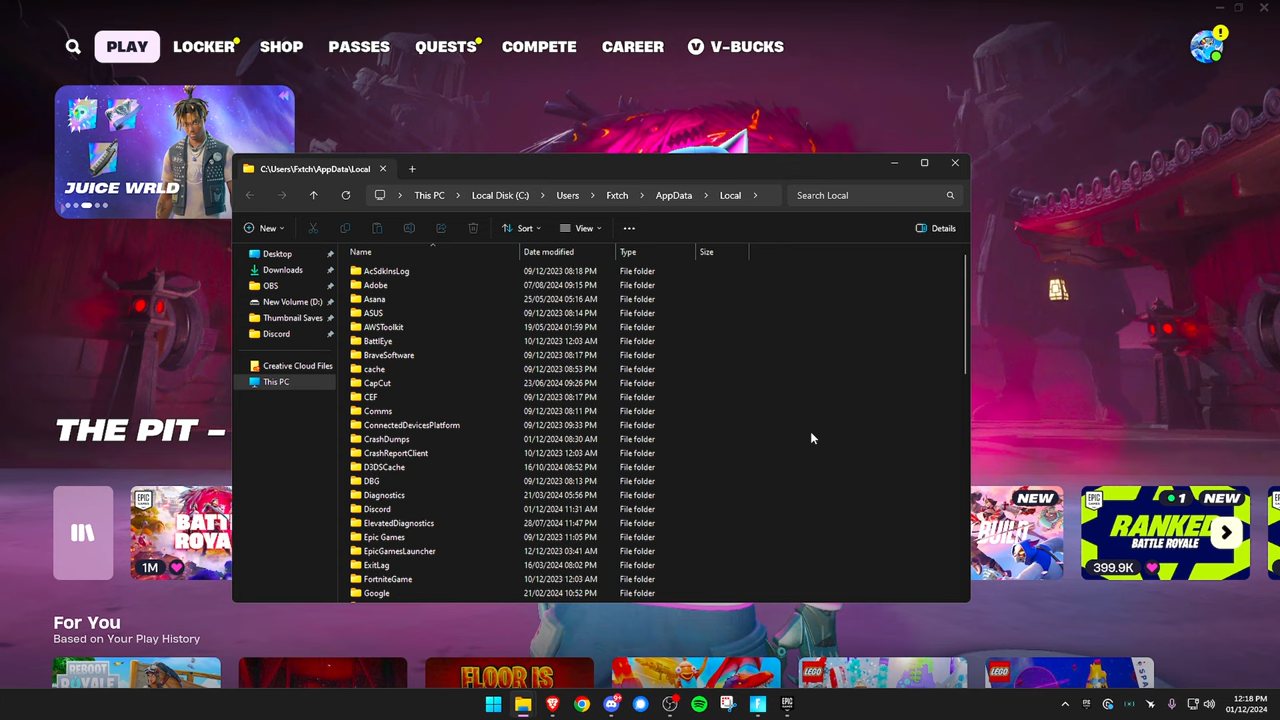 PLAY
LOCKER
SHOP
PASSES
QUESTS
COMPETE
CAREER
V-BUCKS
!
JUICE WRLD
C:\Users\Fxtch\AppData\Local
This PC
Local Disk (C:)
Users
Fxtch
AppData
Local
Search Local
New
Sort
View
Details
Desktop
Downloads
OBS
New Volume (D:)
Thumbnail Saves
Discord
Creative Cloud Files
This PC
Name Date modified Type Size
AcSdkInsLog 09/12/2023 08:18 PM File folder
Adobe 07/08/2024 09:15 PM File folder
Asana 25/05/2024 05:16 AM File folder
ASUS 09/12/2023 08:14 PM File folder
AWSToolkit 19/05/2024 01:59 PM File folder
BattlEye 10/12/2023 12:03 AM File folder
BraveSoftware 09/12/2023 08:17 PM File folder
cache 09/12/2023 08:53 PM File folder
CapCut 23/06/2024 09:26 PM File folder
CEF 09/12/2023 08:17 PM File folder
Comms 09/12/2023 08:11 PM File folder
ConnectedDevicesPlatform 09/12/2023 09:33 PM File folder
CrashDumps 01/12/2024 08:30 AM File folder
CrashReportClient 10/12/2023 12:03 AM File folder
D3DSCache 16/10/2024 08:52 PM File folder
DBG 09/12/2023 08:13 PM File folder
Diagnostics 21/03/2024 05:56 PM File folder
Discord 01/12/2024 11:31 AM File folder
ElevatedDiagnostics 28/07/2024 11:47 PM File folder
Epic Games 09/12/2023 11:05 PM File folder
EpicGamesLauncher 12/12/2023 03:41 AM File folder
ExitLag 16/03/2024 08:02 PM File folder
FortniteGame 10/12/2023 12:03 AM File folder
Google 21/02/2024 10:52 PM File folder
THE PIT -
EPIC GAMES
1M
NEW
BUILD
EPIC GAMES
1 NEW
RANKED
BATTLE ROYALE
399.9K
For You
Based on Your Play History
REBOOT
ROYALE
FLOOR IS
LEGO
LEGO
EPIC
12:18 PM
01/12/2024